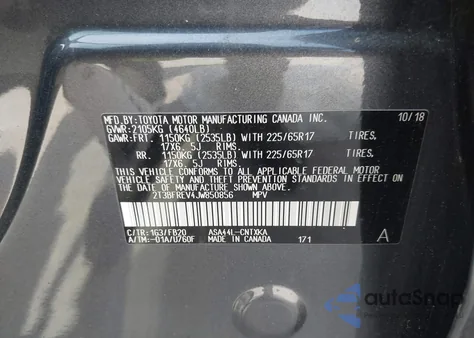 MFD.BY:TOYOTA MOTOR MANUFACTURING CANADA INC. 10/18
GVWR:2105KG (4640LB)
GAWR:FRT. 1150KG (2535LB) WITH 225/65R17 TIRES,
17X6. 5J RIMS.
RR. 1150KG (2535LB) WITH 225/65R17 TIRES,
17X6. 5J RIMS.
THIS VEHICLE CONFORMS TO ALL APPLICABLE FEDERAL MOTOR
VEHICLE SAFETY AND THEFT PREVENTION STANDARDS IN EFFECT ON
THE DATE OF MANUFACTURE SHOWN ABOVE.
2T3BFREV4JW850856 MPV
C/TR:1G3/FB20 ASA44L-CNTXKA
A/TM:-01A/U760F MADE IN CANADA 171 A
autoSnap